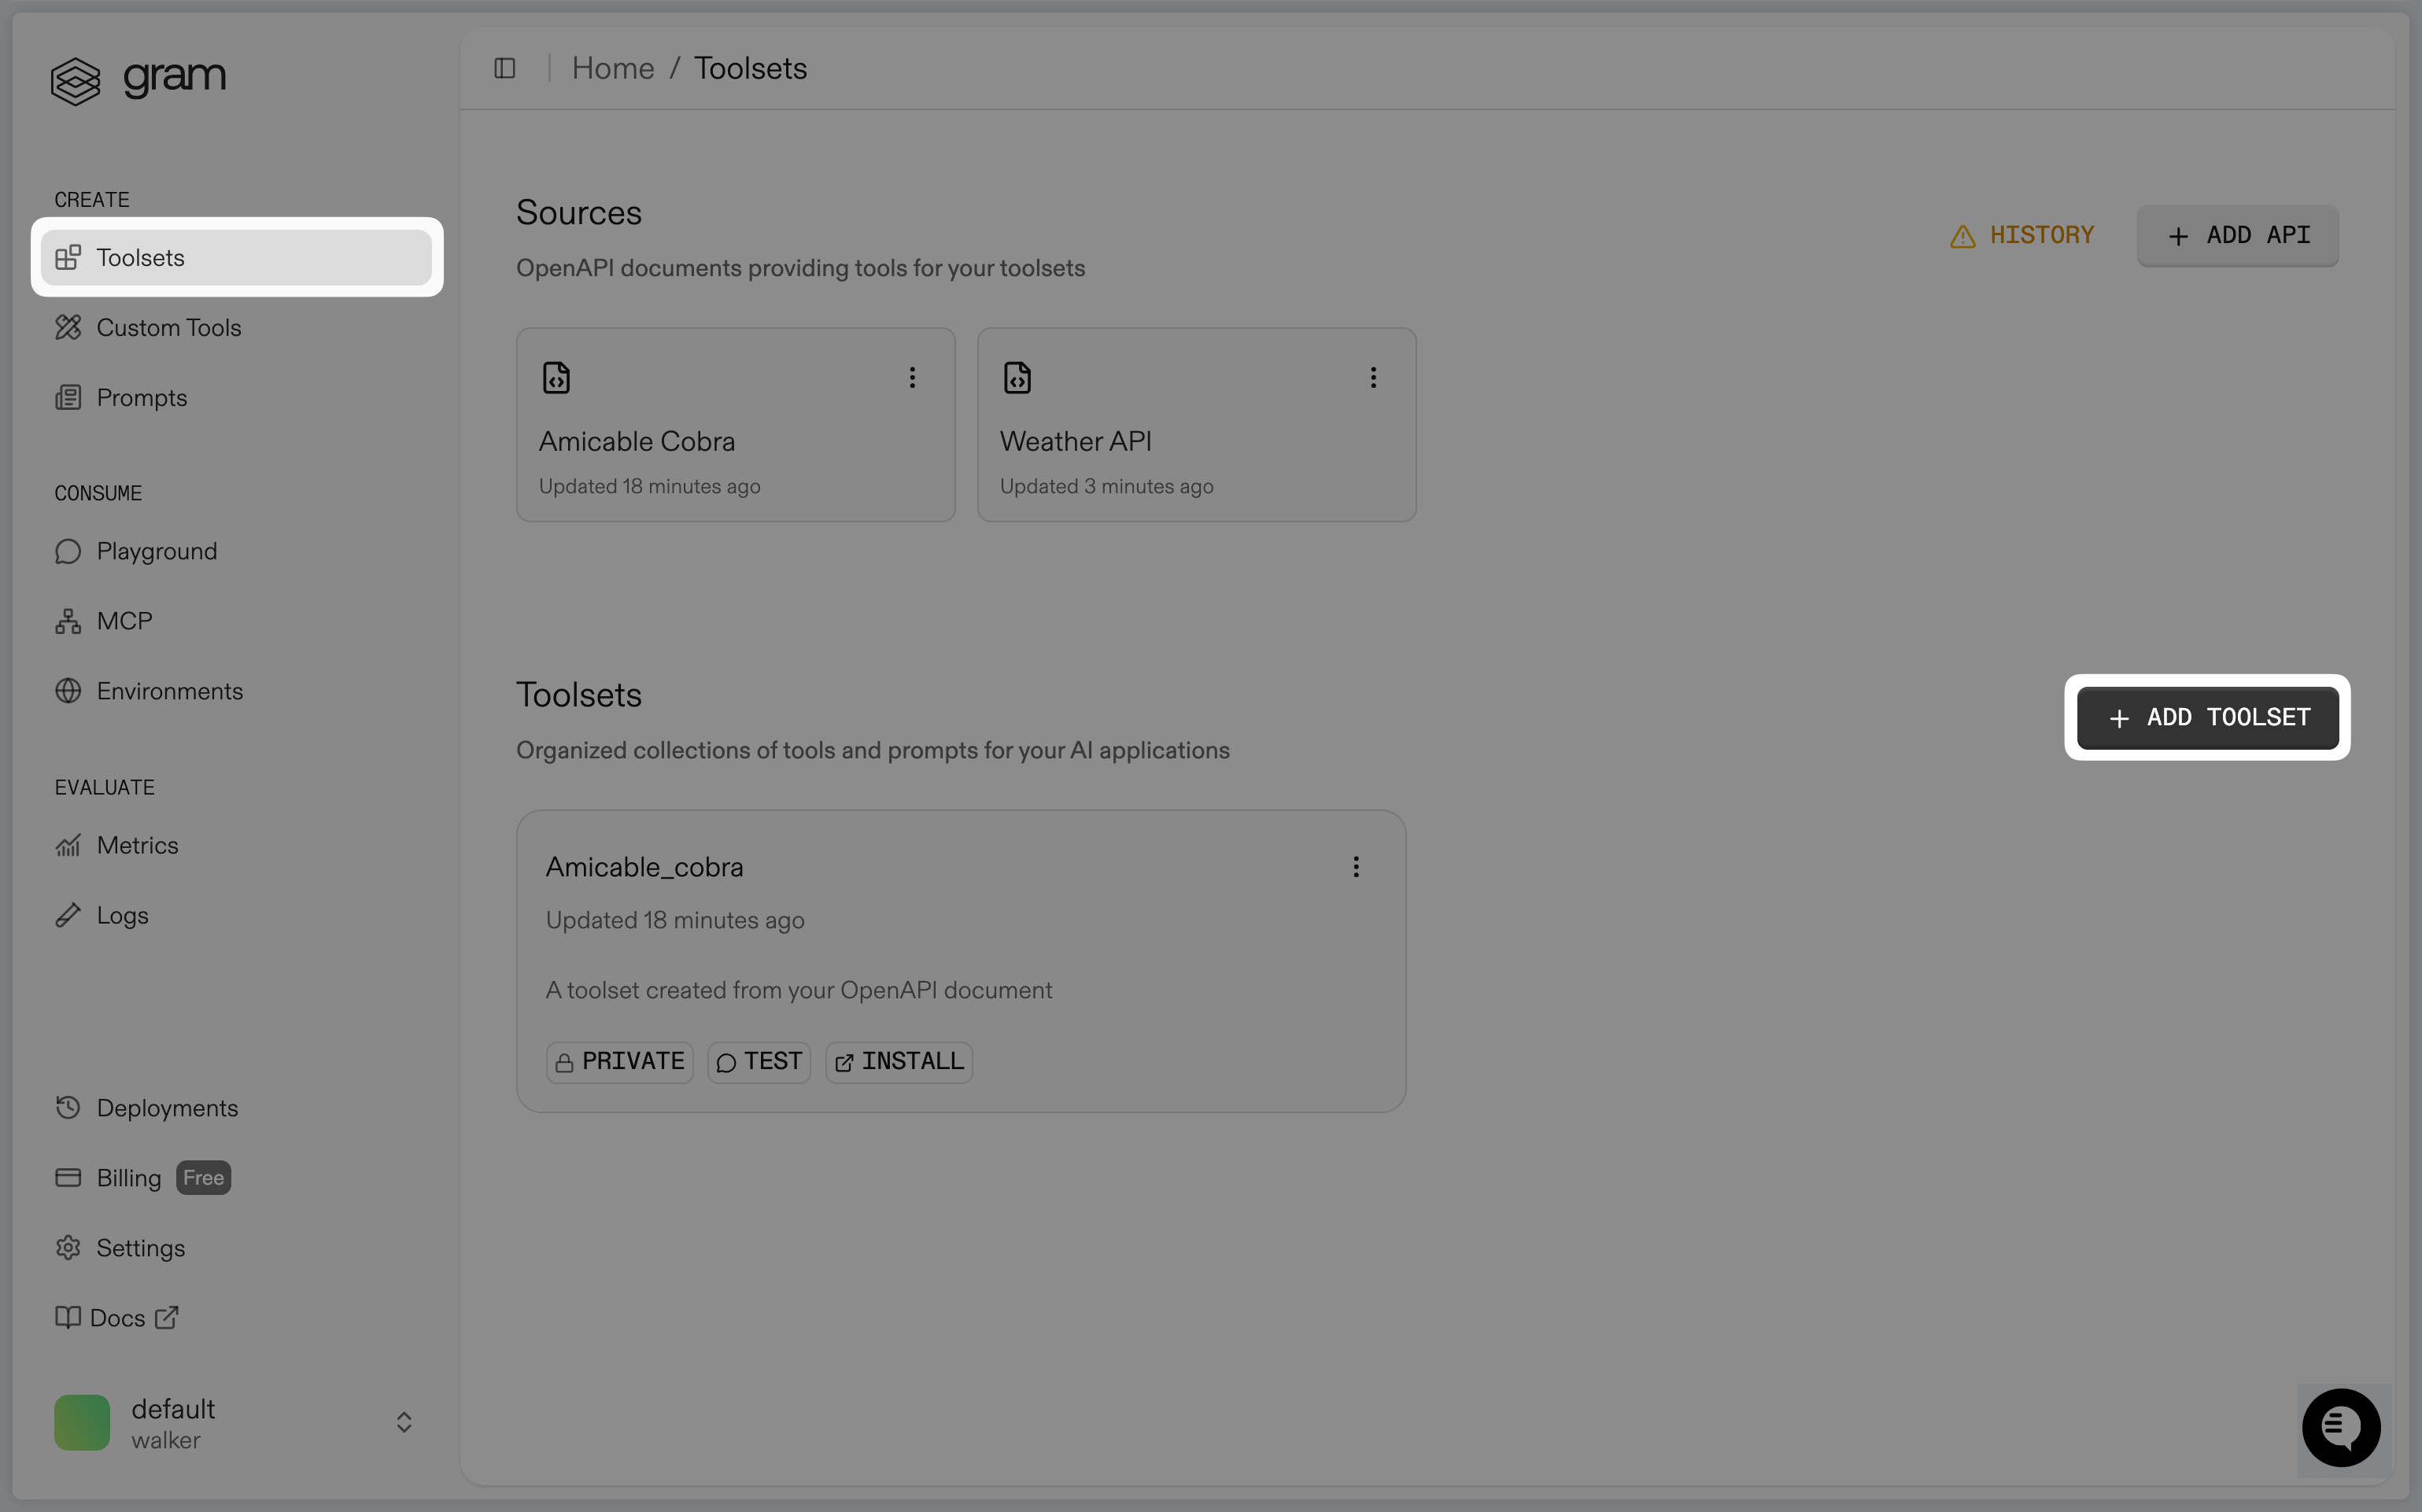 gram
Home / Toolsets
CREATE
Toolsets
Custom Tools
Prompts
CONSUME
Playground
MCP
Environments
EVALUATE
Metrics
Logs
Deployments
Billing Free
Settings
Docs
default
walker
Sources
OpenAPI documents providing tools for your toolsets
HISTORY
+ ADD API
Amicable Cobra
Updated 18 minutes ago
Weather API
Updated 3 minutes ago
Toolsets
Organized collections of tools and prompts for your AI applications
+ ADD TOOLSET
Amicable_cobra
Updated 18 minutes ago
A toolset created from your OpenAPI document
PRIVATE TEST INSTALL